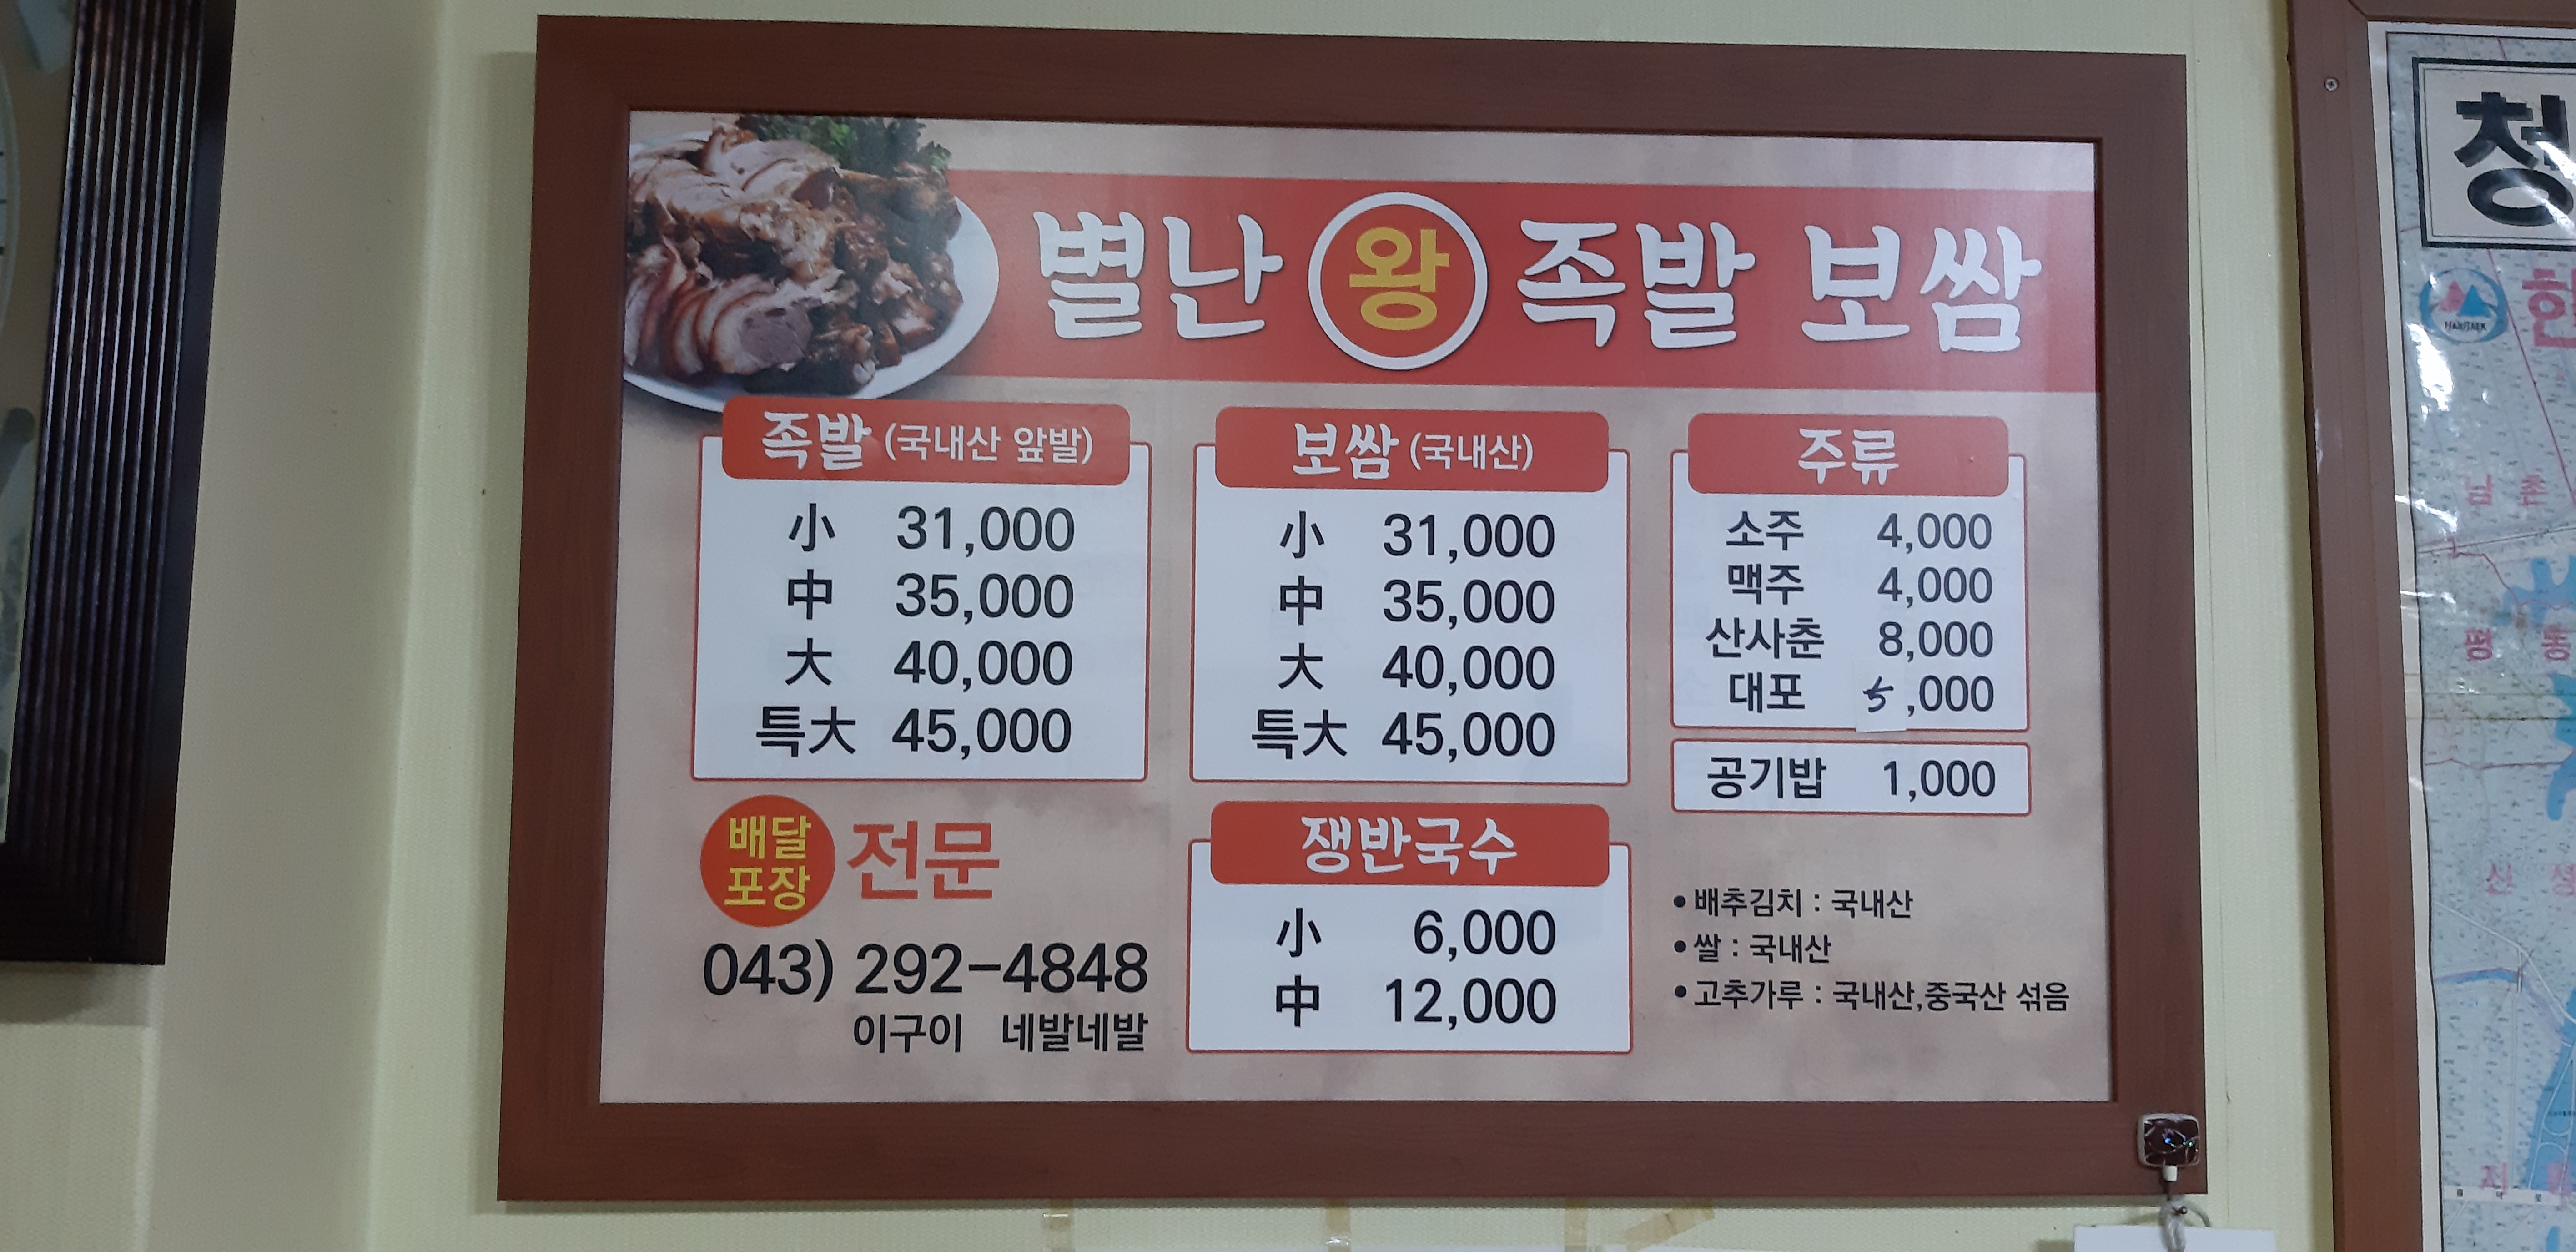 별난 왕 족발 보쌈
족발 (국내산 앞발)
小 31,000
中 35,000
大 40,000
특大 45,000
보쌈 (국내산)
小 31,000
中 35,000
大 40,000
특大 45,000
주류
소주 4,000
맥주 4,000
산사춘 8,000
대포 5,000
공기밥 1,000
배달
포장
전문
043) 292-4848
이구이 네발네발
쟁반국수
小 6,000
中 12,000
• 배추김치 : 국내산
• 쌀 : 국내산
• 고추가루 : 국내산,중국산 섞음
청
한
남 촌
평 동